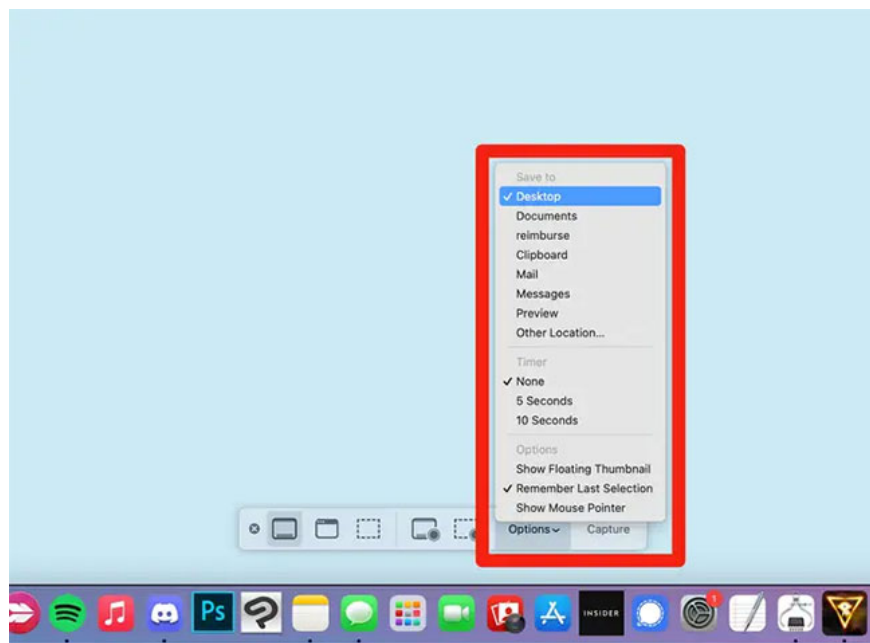 Save to
✓ Desktop
Documents
reimburse
Clipboard
Mail
Messages
Preview
Other Location...
Timer
✓ None
5 Seconds
10 Seconds
Options
Show Floating Thumbnail
✓ Remember Last Selection
Show Mouse Pointer
Options
Capture
Ps
INSIDER
1